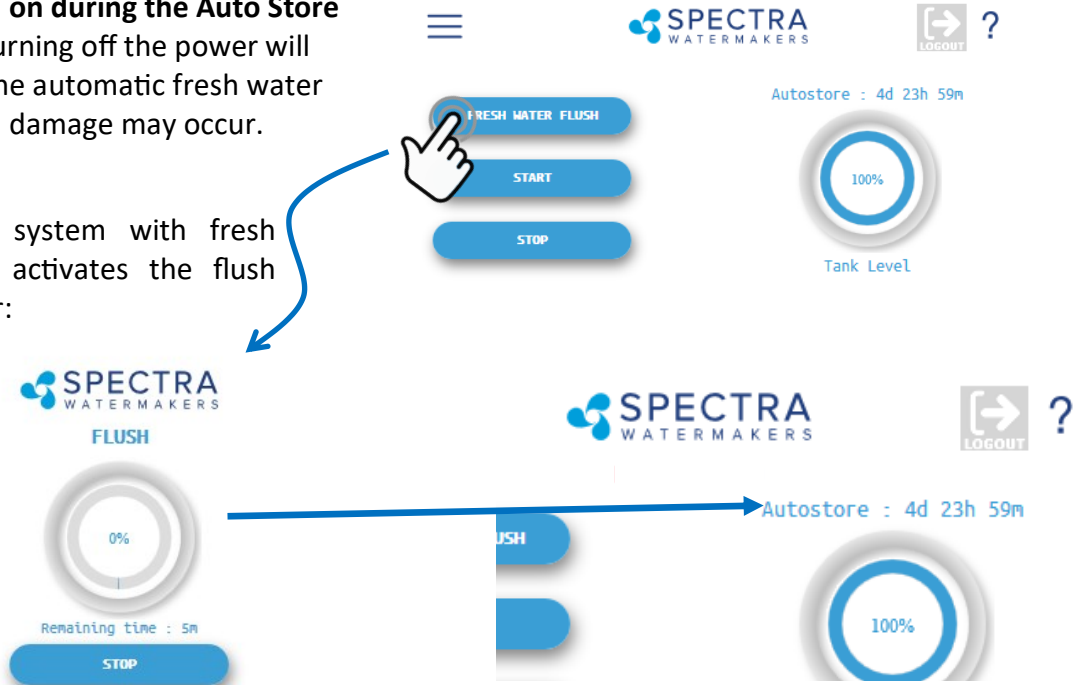 on during the Auto Store
urning off the power will
ne automatic fresh water
damage may occur.
system with fresh
activates the flush
r:
SPECTRA
WATERMAKERS
LOGOUT
?
FRESH WATER FLUSH
START
STOP
Autostore : 4d 23h 59m
100%
Tank Level
SPECTRA
WATERMAKERS
FLUSH
0%
Remaining time : 5m
STOP
SPECTRA
WATERMAKERS
LOGOUT
?
USH
Autostore : 4d 23h 59m
100%